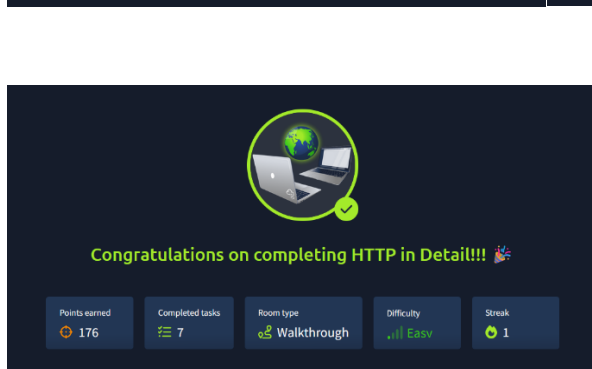 Congratulations on completing HTTP in Detail!!! 🎉
Points earned
176
Completed tasks
7
Room type
Walkthrough
Difficulty
Easy
Streak
1